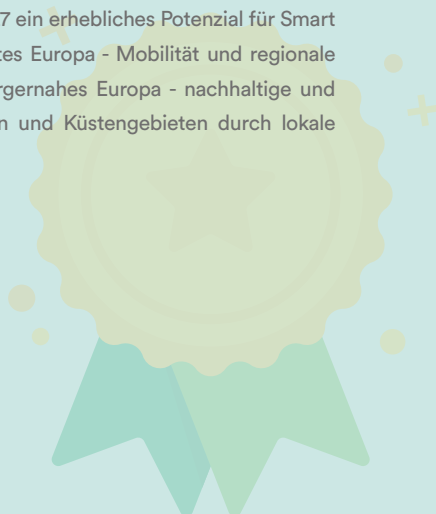 7 ein erhebliches Potenzial für Smart
tes Europa - Mobilität und regionale
rgernahes Europa - nachhaltige und
n und Küstengebieten durch lokale